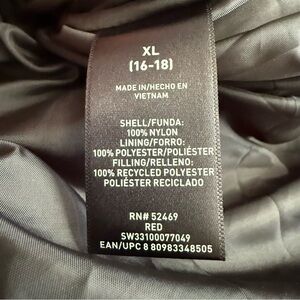 XL
(16-18)
MADE IN/HECHO EN
VIETNAM
SHELL/FUNDA:
100% NYLON
LINING/FORRO:
100% POLYESTER/POLIÉSTER
FILLING/RELLENO:
100% RECYCLED POLYESTER
POLIÉSTER RECICLADO
RN# 52469
RED
SW33100077049
EAN/UPC 8 80983348505